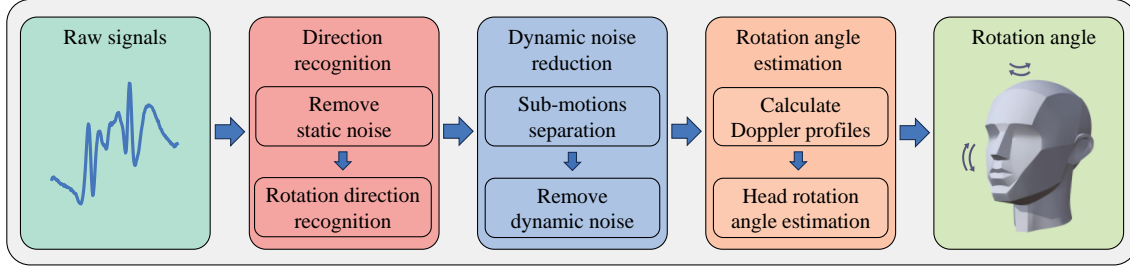 Raw signals
Direction
recognition
Remove
static noise
Rotation direction
recognition
Dynamic noise
reduction
Sub-motions
separation
Remove
dynamic noise
Rotation angle
estimation
Calculate
Doppler profiles
Head rotation
angle estimation
Rotation angle